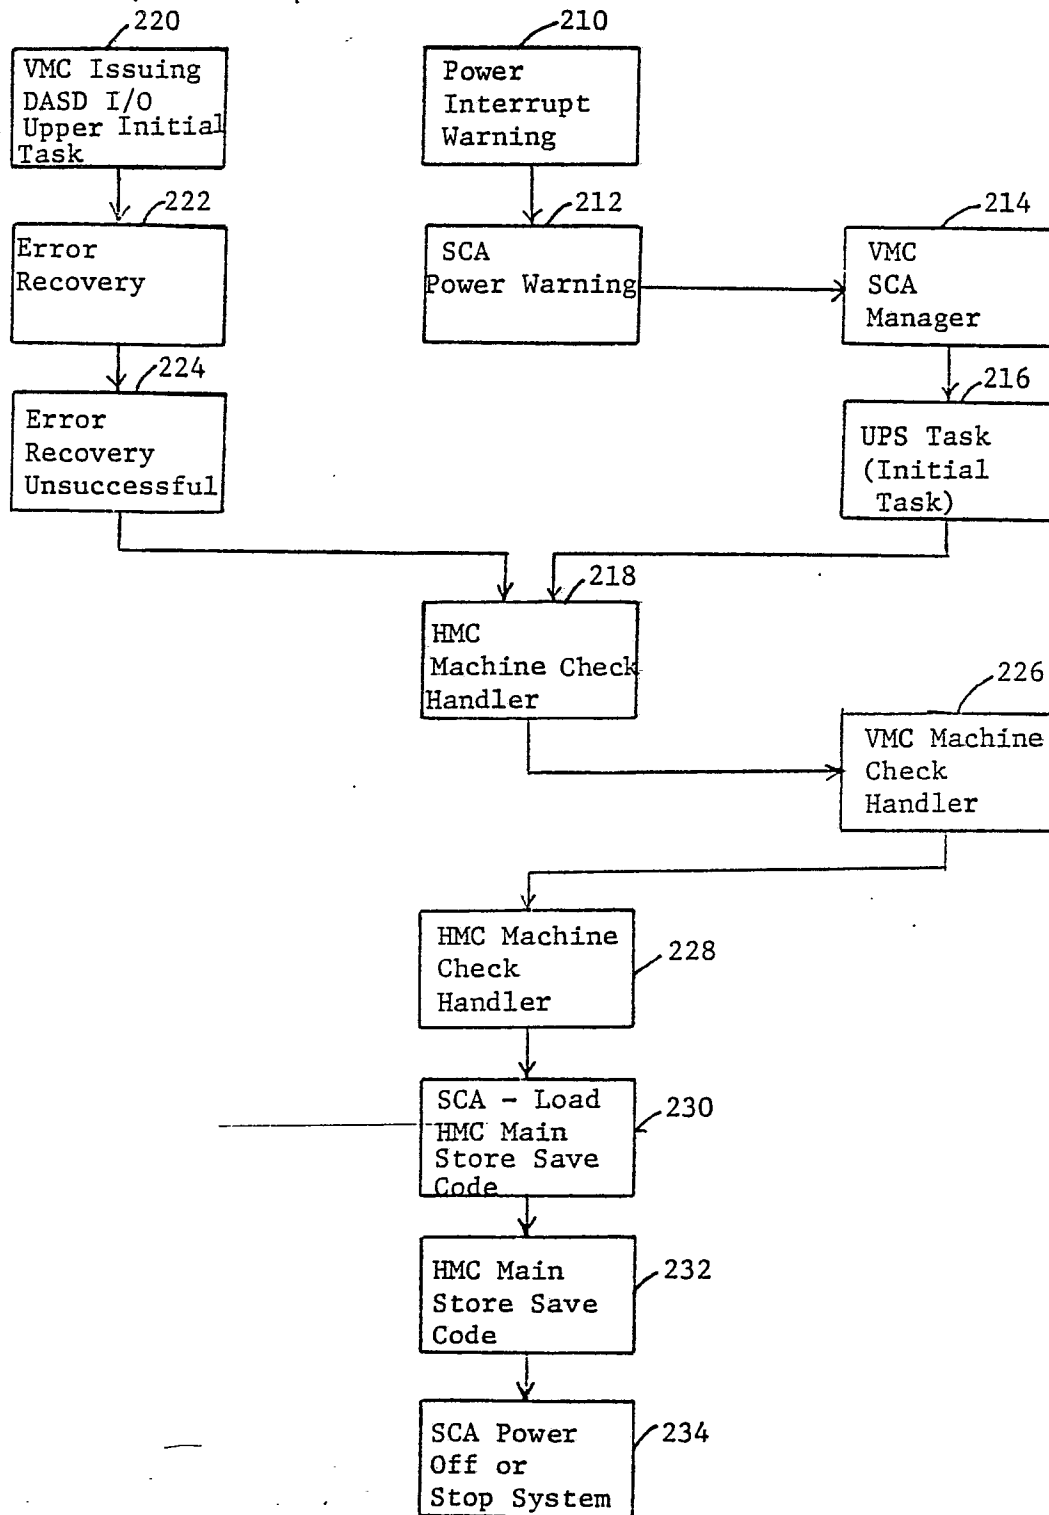 220
VMC Issuing
DASD I/O
Upper Initial
Task
210
Power
Interrupt
Warning
222
Error
Recovery
212
SCA
Power Warning
214
VMC
SCA
Manager
224
Error
Recovery
Unsuccessful
216
UPS Task
(Initial
Task)
218
HMC
Machine Check
Handler
226
VMC Machine
Check
Handler
HMC Machine
Check
Handler
228
SCA - Load
HMC Main
Store Save
Code
230
HMC Main
Store Save
Code
232
SCA Power
Off or
Stop System
234